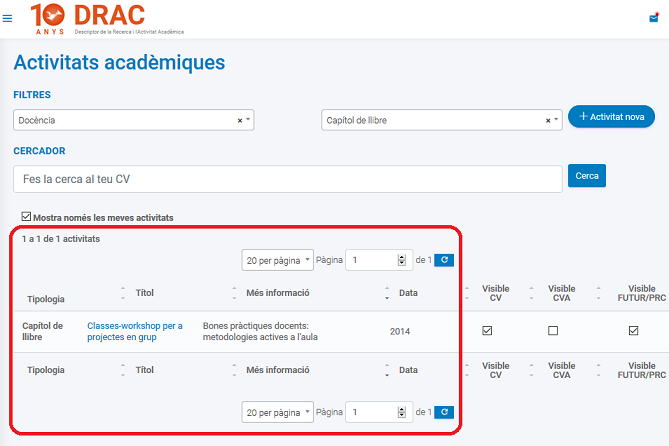 10 DRAC
ANYS Descriptor de la Recerca i l'Activitat Acadèmica
Activitats acadèmiques
FILTRES
Docència × Capítol de llibre × + Activitat nova
CERCADOR
Fes la cerca al teu CV Cerca
Mostra només les meves activitats
1 a 1 de 1 activitats
20 per pàgina Pàgina 1 de 1
Tipologia Títol Més informació Data Visible CV Visible CVA Visible FUTUR/PRC
Capítol de Classes-workshop per a Bones pràctiques docents: 2014
llibre projectes en grup metodologies actives a l'aula
Tipologia Títol Més informació Data Visible CV Visible CVA Visible FUTUR/PRC
20 per pàgina Pàgina 1 de 1